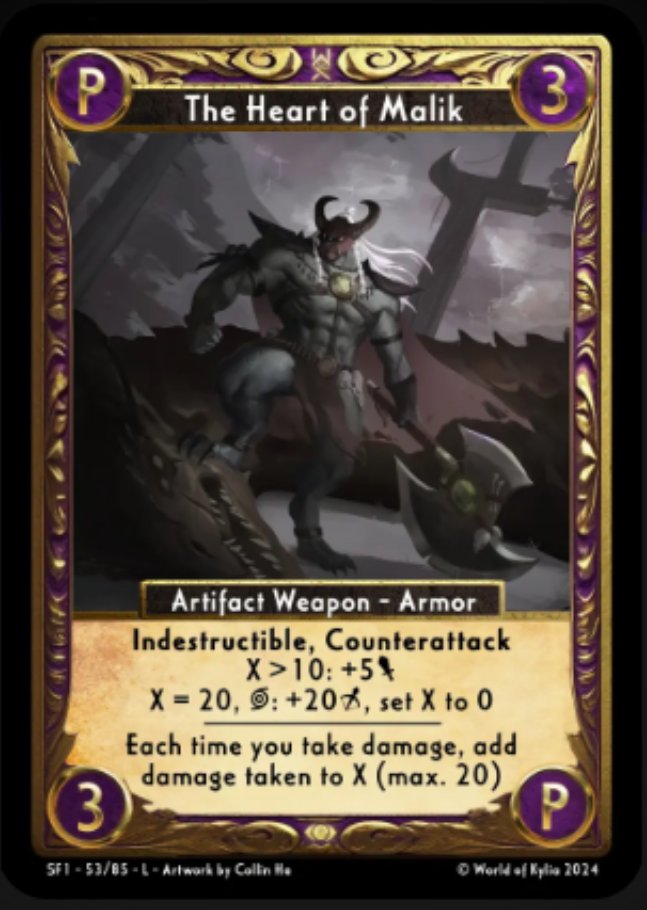 P
The Heart of Malik
3
Artifact Weapon - Armor
Indestructible, Counterattack
X > 10: +5
X = 20, : +20, set X to 0
Each time you take damage, add
damage taken to X (max. 20)
3
P
SF1 - 53/85 - L - Artwork by Collin He
© World of Kylia 2024